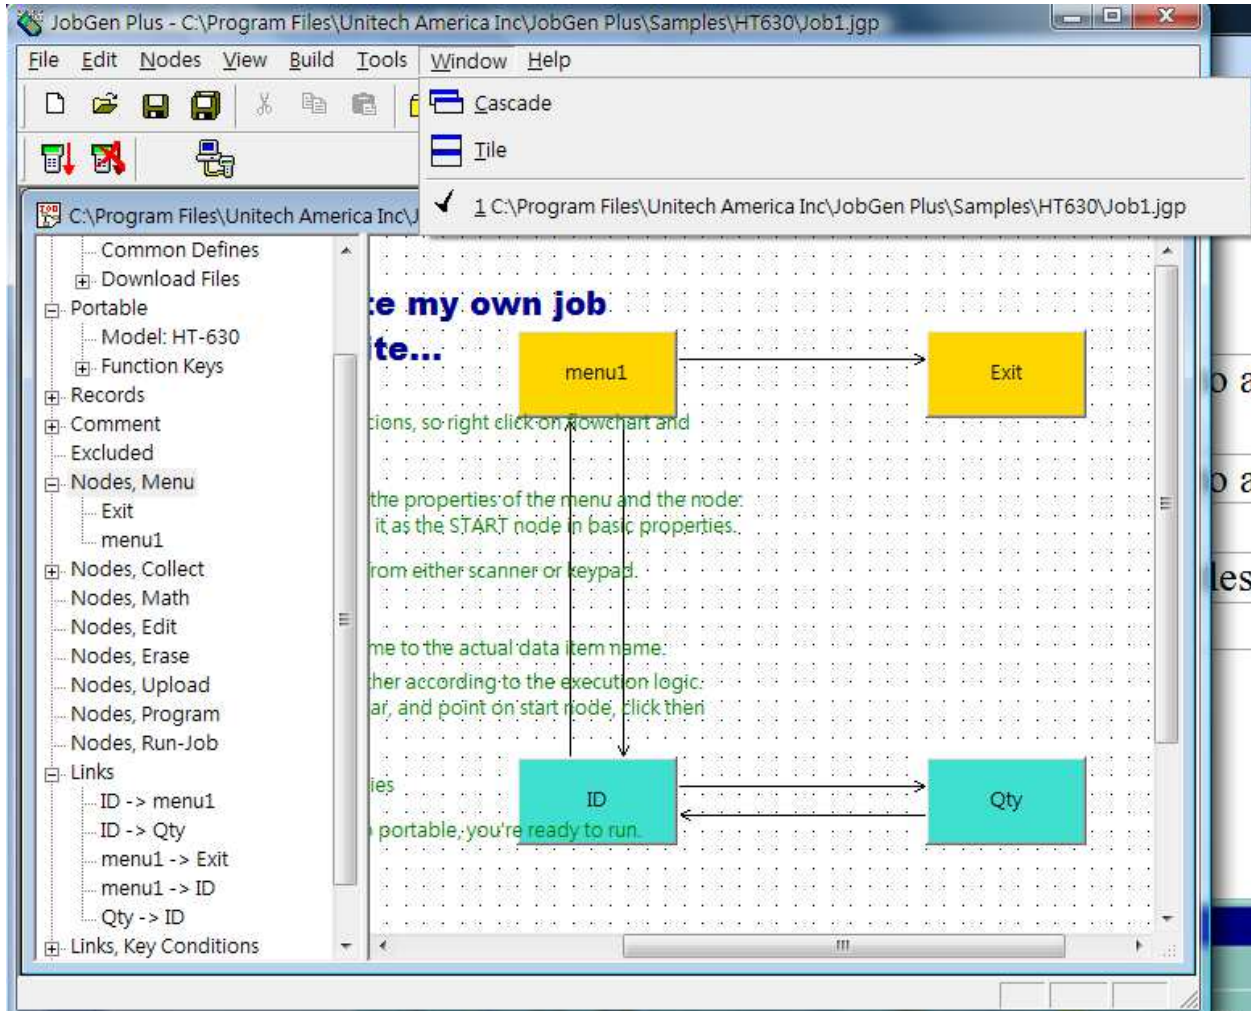 JobGen Plus - C:\Program Files\Unitech America Inc\JobGen Plus\Samples\HT630\Job1.jgp
File Edit Nodes View Build Tools Window Help
Cascade
Tile
1 C:\Program Files\Unitech America Inc\JobGen Plus\Samples\HT630\Job1.jgp
C:\Program Files\Unitech America Inc\J
Common Defines
Download Files
Portable
Model: HT-630
Function Keys
Records
Comment
Excluded
Nodes, Menu
Exit
menu1
Nodes, Collect
Nodes, Math
Nodes, Edit
Nodes, Erase
Nodes, Upload
Nodes, Program
Nodes, Run-Job
Links
ID -> menu1
ID -> Qty
menu1 -> Exit
menu1 -> ID
Qty -> ID
Links, Key Conditions
te my own job
ite...
menu1
Exit
tions, so right click on flowchart and
the properties of the menu and the node.
it as the START node in basic properties.
rom either scanner or keypad.
me to the actual data item name.
ther according to the execution logic.
ar, and point on start node, click then
ies
ID
Qty
portable, you're ready to run.
o a
o a
les